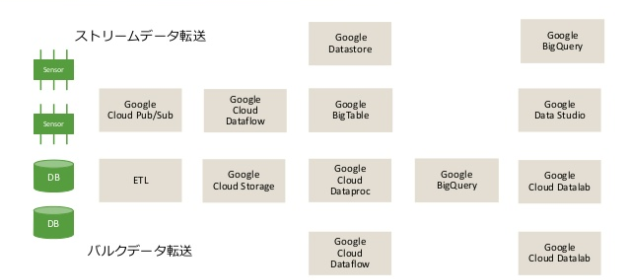 ストリームデータ転送
Google
Datastore
Google
BigQuery
Sensor
Google
Cloud Pub/Sub
Google
Cloud
Dataflow
Google
BigTable
Google
Data Studio
Sensor
DB
ETL
Google
Cloud Storage
Google
Cloud
Dataproc
Google
BigQuery
Google
Cloud Datalab
DB
バルクデータ転送
Google
Cloud
Dataflow
Google
Cloud Datalab